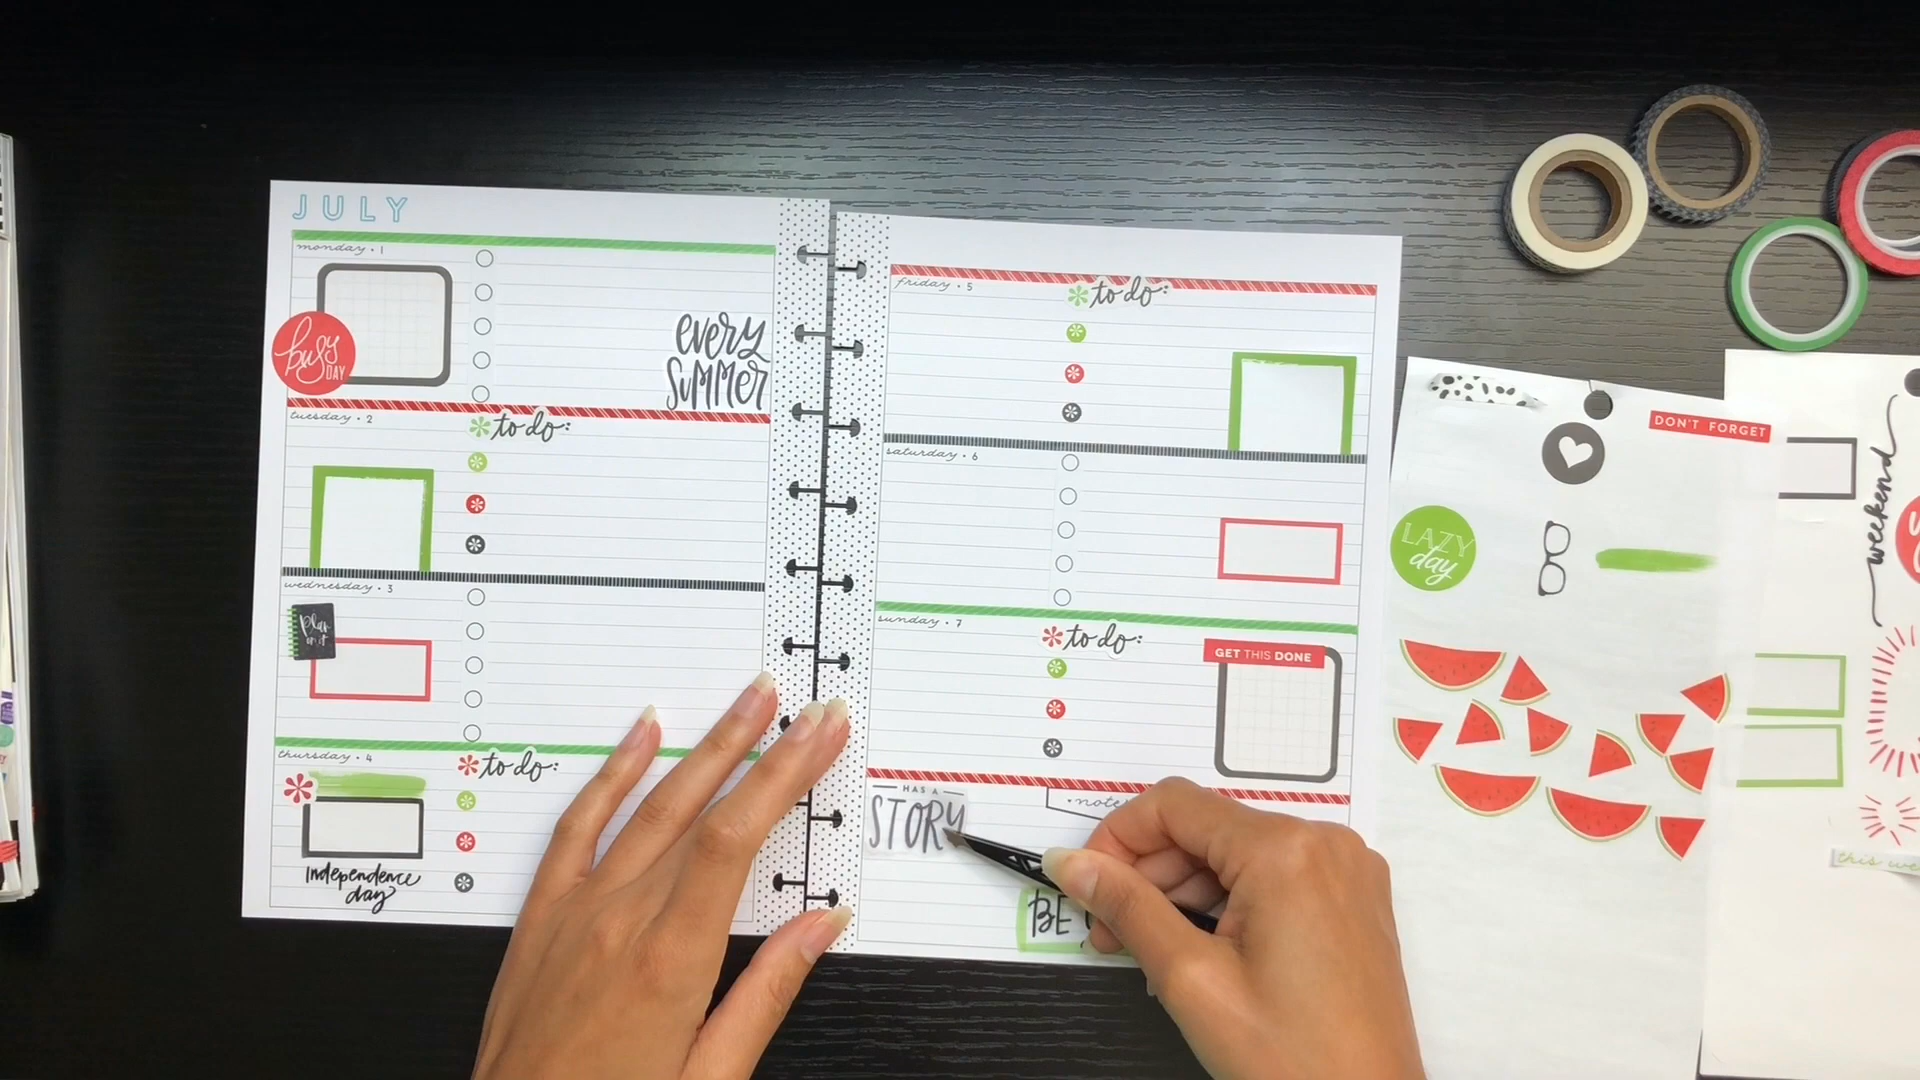 JULY
monday • 1
busy
DAY
every
SUMMER
tuesday • 2
to do:
wednesday • 3
Plan
on it
thursday • 4
to do:
Independence
day
friday • 5
to do:
saturday • 6
sunday • 7
to do:
GET THIS DONE
HAS A
STORY
• note
BE
DON'T FORGET
LAZY
day
weekend